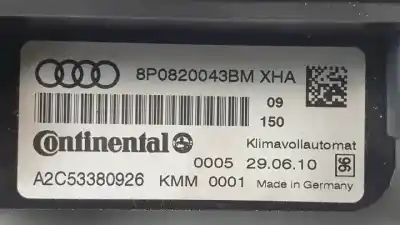 8P0820043BM XHA
09
150
Continental
Klimavollautomat
0005 29.06.10 96
A2C53380926 KMM 0001 Made in Germany